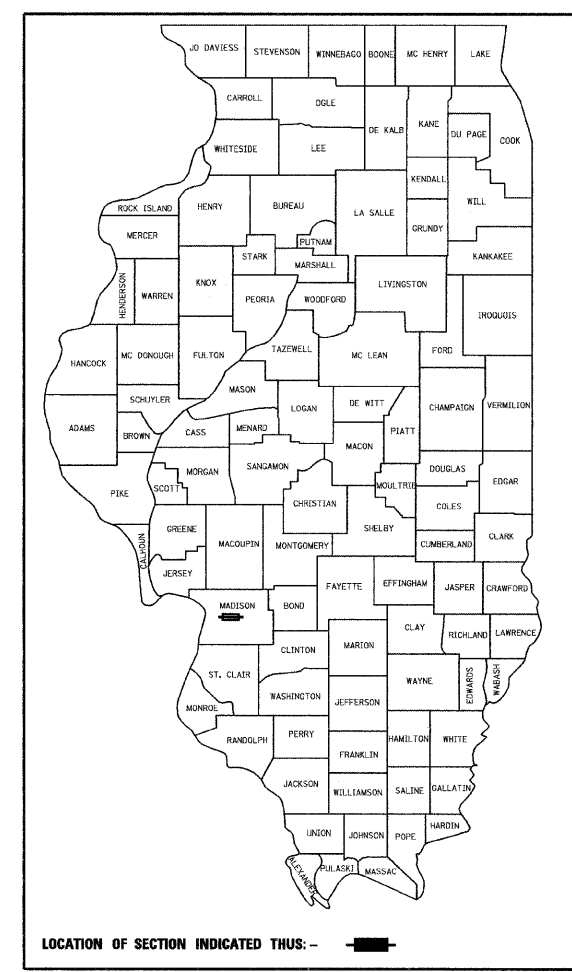 JO DAVIESS STEVENSON WINNEBAGO BOONE MC HENRY LAKE
CARROLL OGLE DE KALB KANE DU PAGE COOK
WHITESIDE LEE
KENDALL WILL
ROCK ISLAND HENRY BUREAU LA SALLE GRUNDY
MERCER PUTNAM KANKAKEE
HENDERSON WARREN KNOX STARK MARSHALL LIVINGSTON
PEORIA WOODFORD IROQUOIS
HANCOCK MC DONOUGH FULTON TAZEWELL MC LEAN FORD
SCHUYLER MASON
ADAMS BROWN CASS MENARD LOGAN DE WITT PIATT CHAMPAIGN VERMILION
MACON
PIKE SCOTT MORGAN SANGAMON CHRISTIAN MOULTRIE DOUGLAS EDGAR
COLES
CALHOUN GREENE MACOUPIN MONTGOMERY SHELBY CUMBERLAND CLARK
JERSEY
MADISON BOND FAYETTE EFFINGHAM JASPER CRAWFORD
CLINTON MARION CLAY RICHLAND LAWRENCE
ST. CLAIR WASHINGTON JEFFERSON WAYNE EDWARDS WABASH
MONROE
RANDOLPH PERRY FRANKLIN HAMILTON WHITE
JACKSON WILLIAMSON SALINE GALLATIN
UNION JOHNSON POPE HARDIN
ALEXANDER PULASKI MASSAC
LOCATION OF SECTION INDICATED THUS: –